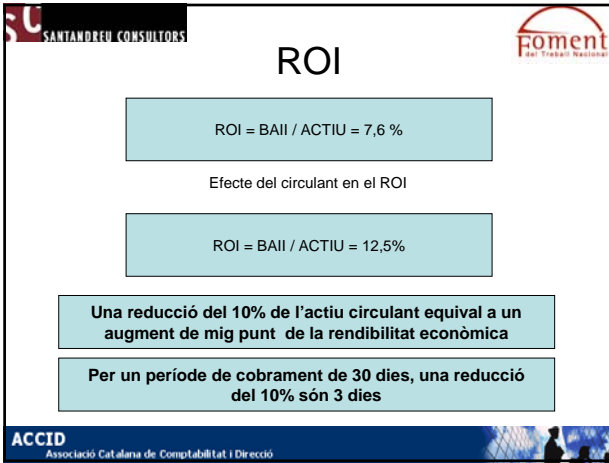 SC SANTANDREU CONSULTORS
Foment
del Treball Nacional
ROI
ROI = BAII / ACTIU = 7,6 %
Efecte del circulant en el ROI
ROI = BAII / ACTIU = 12,5%
Una reducció del 10% de l’actiu circulant equival a un
augment de mig punt de la rendibilitat econòmica
Per un període de cobrament de 30 dies, una reducció
del 10% són 3 dies
ACCID
Associació Catalana de Comptabilitat i Direcció